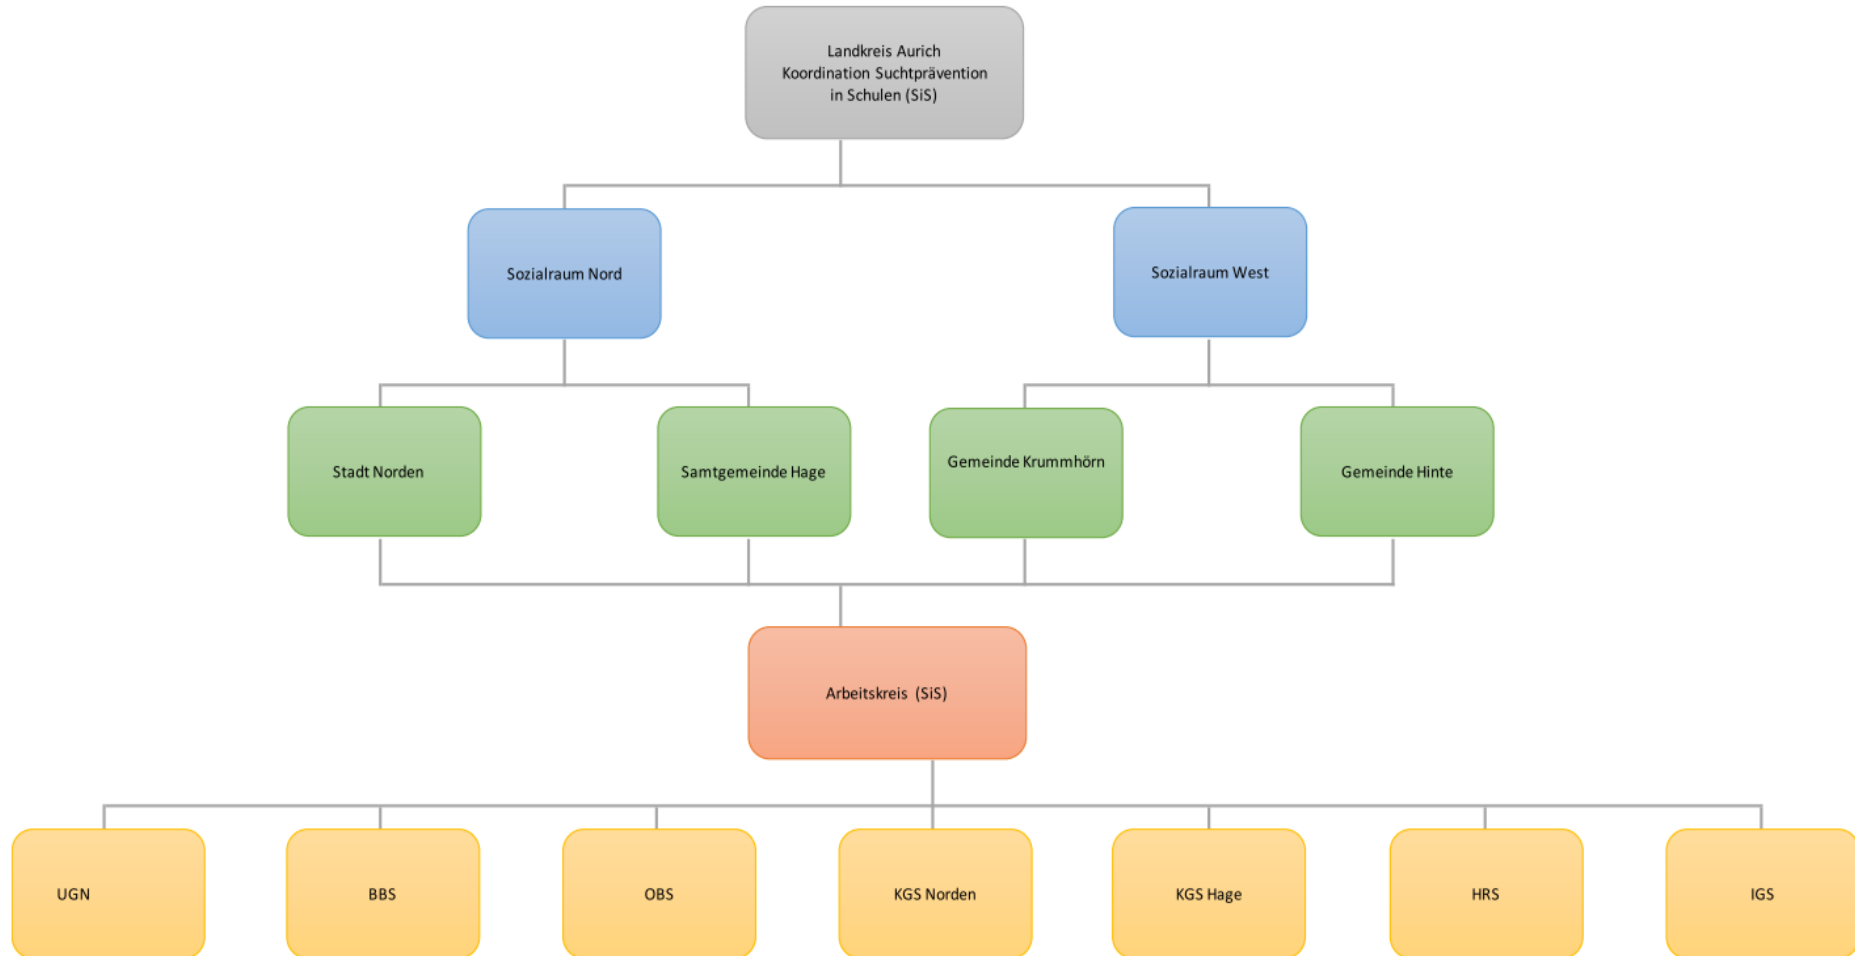 Landkreis Aurich
Koordination Suchtprävention
in Schulen (SiS)
Sozialraum Nord
Sozialraum West
Stadt Norden
Samtgemeinde Hage
Gemeinde Krummhörn
Gemeinde Hinte
Arbeitskreis (SiS)
UGN
BBS
OBS
KGS Norden
KGS Hage
HRS
IGS